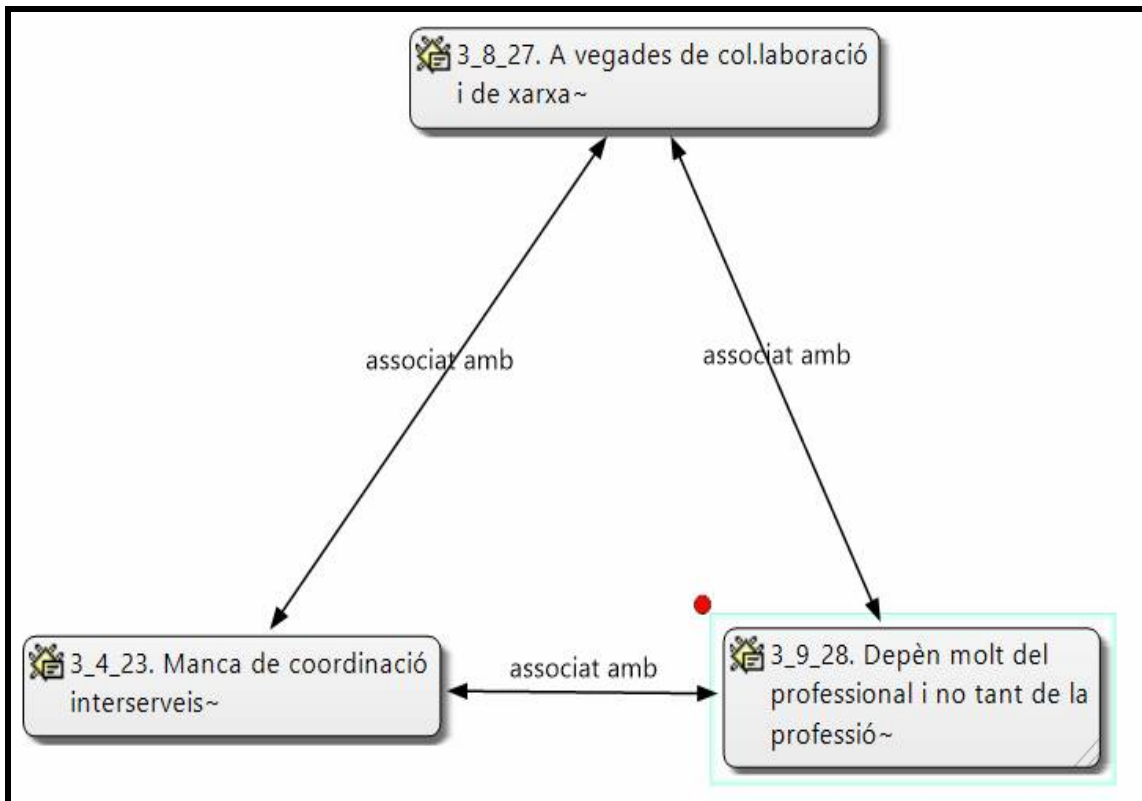 3_8_27. A vegades de col.laboració
i de xarxa~
associat amb
associat amb
3_4_23. Manca de coordinació
interserveis~
associat amb
3_9_28. Depèn molt del
professional i no tant de la
professió~